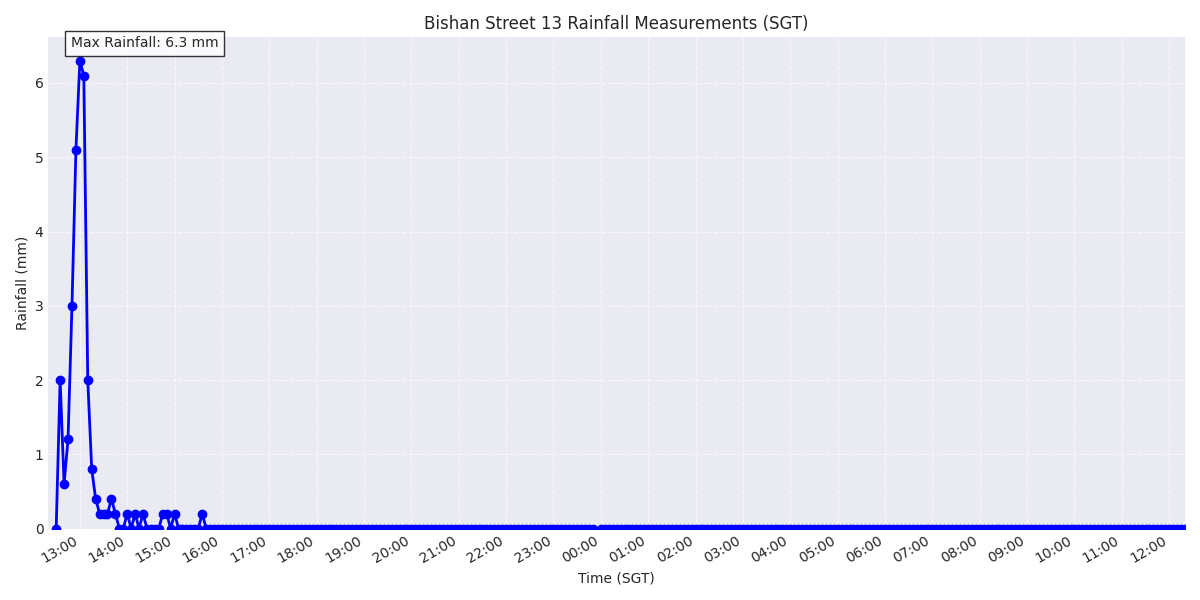 Bishan Street 13 Rainfall Measurements (SGT)
Max Rainfall: 6.3 mm
Rainfall (mm)
6
5
4
3
2
1
0
13:00 14:00 15:00 16:00 17:00 18:00 19:00 20:00 21:00 22:00 23:00 00:00 01:00 02:00 03:00 04:00 05:00 06:00 07:00 08:00 09:00 10:00 11:00 12:00
Time (SGT)